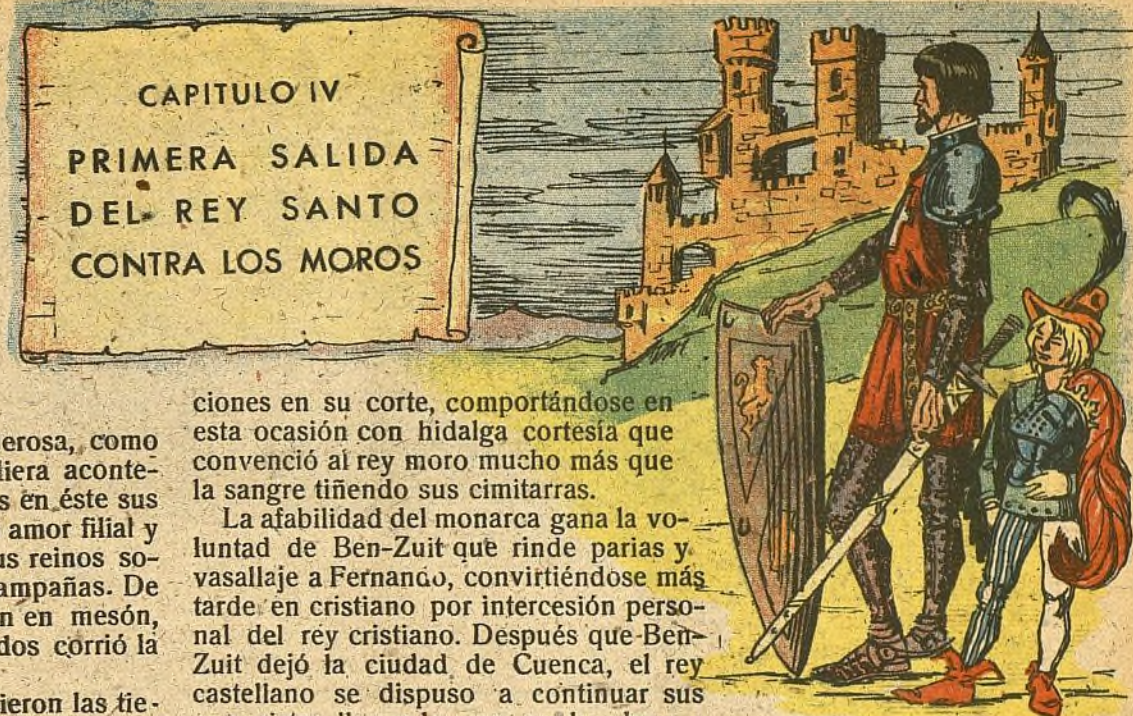 CAPITULO IV
PRIMERA SALIDA
DEL REY SANTO
CONTRA LOS MOROS
erosa, como
liera aconte-
s en éste sus
amor filial y
us reinos so-
ampañas. De
n en mesón,
dos corrió la
ieron las tie-
ciones en su corte, comportándose en
esta ocasión con hidalga cortesía que
convenció al rey moro mucho más que
la sangre tiñendo sus cimitarras.
La afabilidad del monarca gana la vo-
luntad de Ben-Zuit que rinde parias y
vasallaje a Fernando, convirtiéndose más
tarde en cristiano por intercesión perso-
nal del rey cristiano. Después que Ben-
Zuit dejó la ciudad de Cuenca, el rey
castellano se dispuso a continuar sus